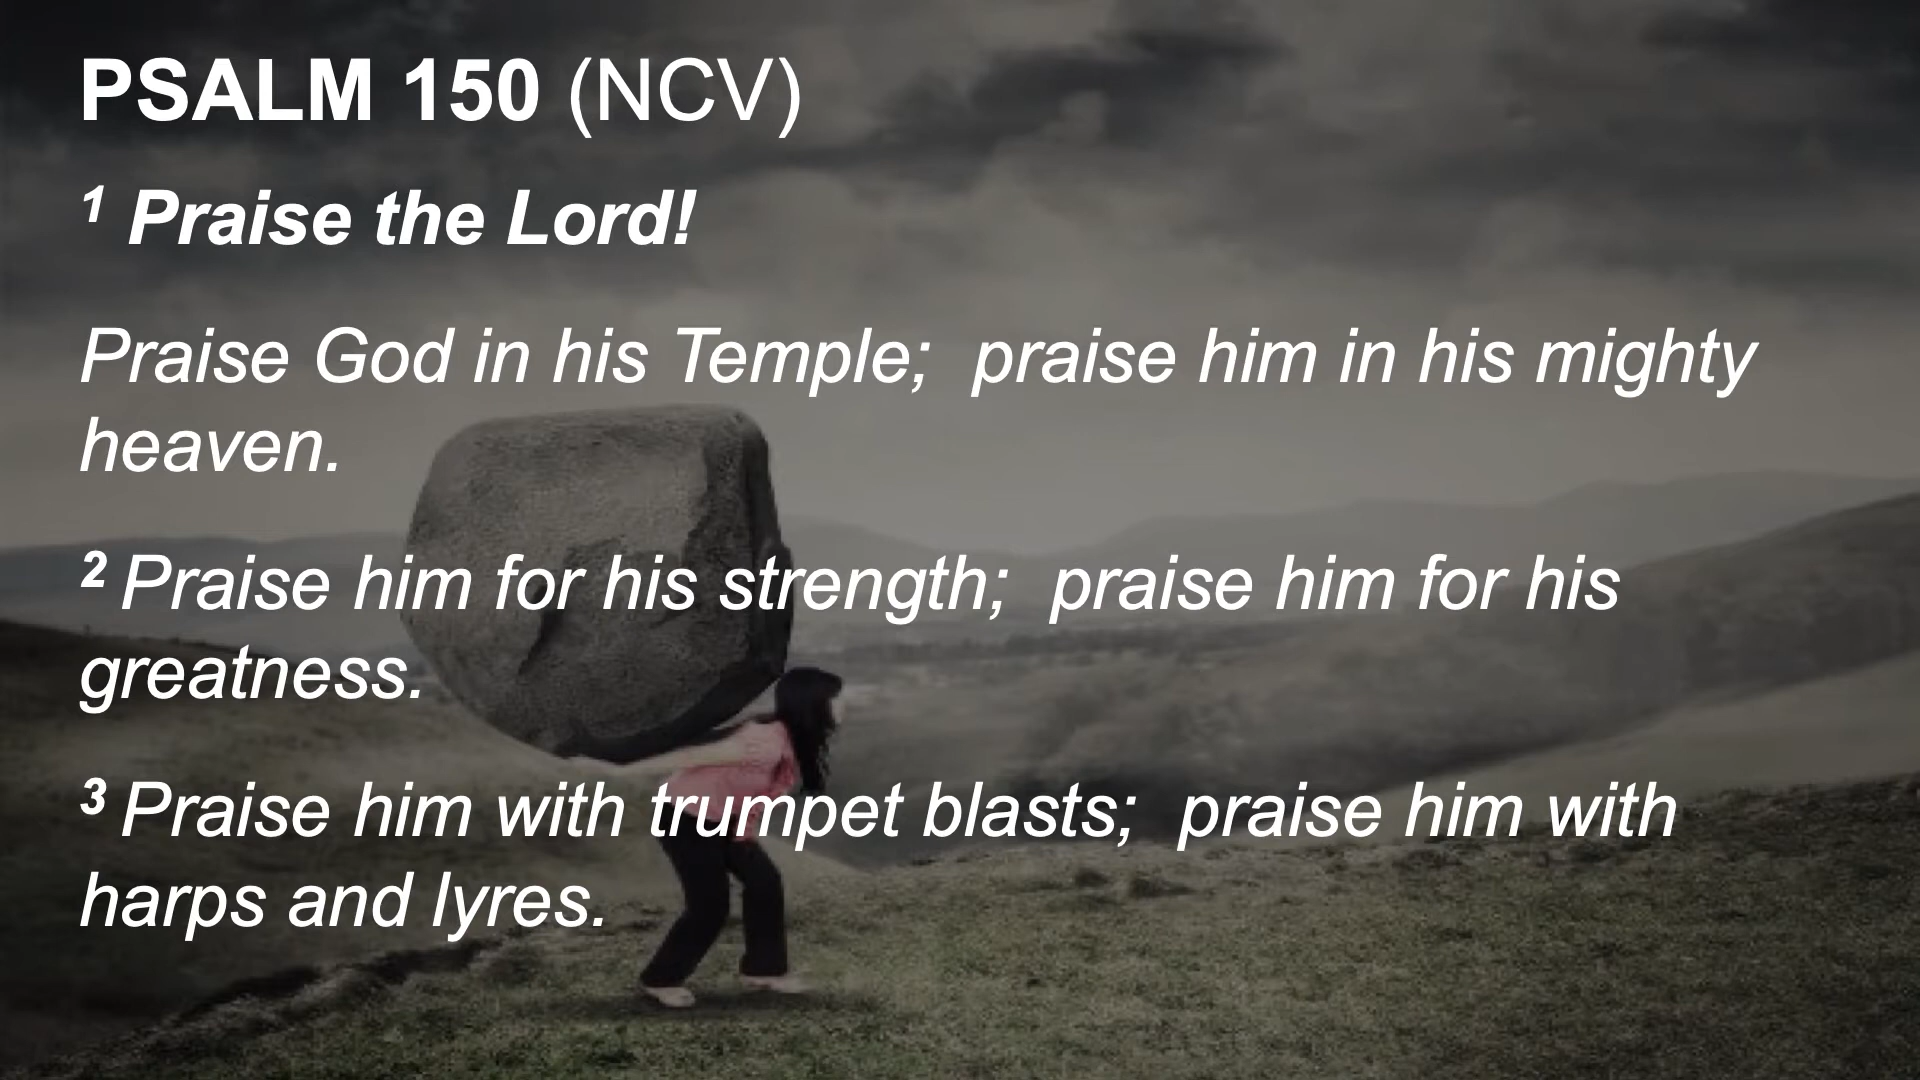 PSALM 150 (NCV)
1 Praise the Lord!
Praise God in his Temple;  praise him in his mighty
heaven.
2 Praise him for his strength;  praise him for his
greatness.
3 Praise him with trumpet blasts;  praise him with
harps and lyres.